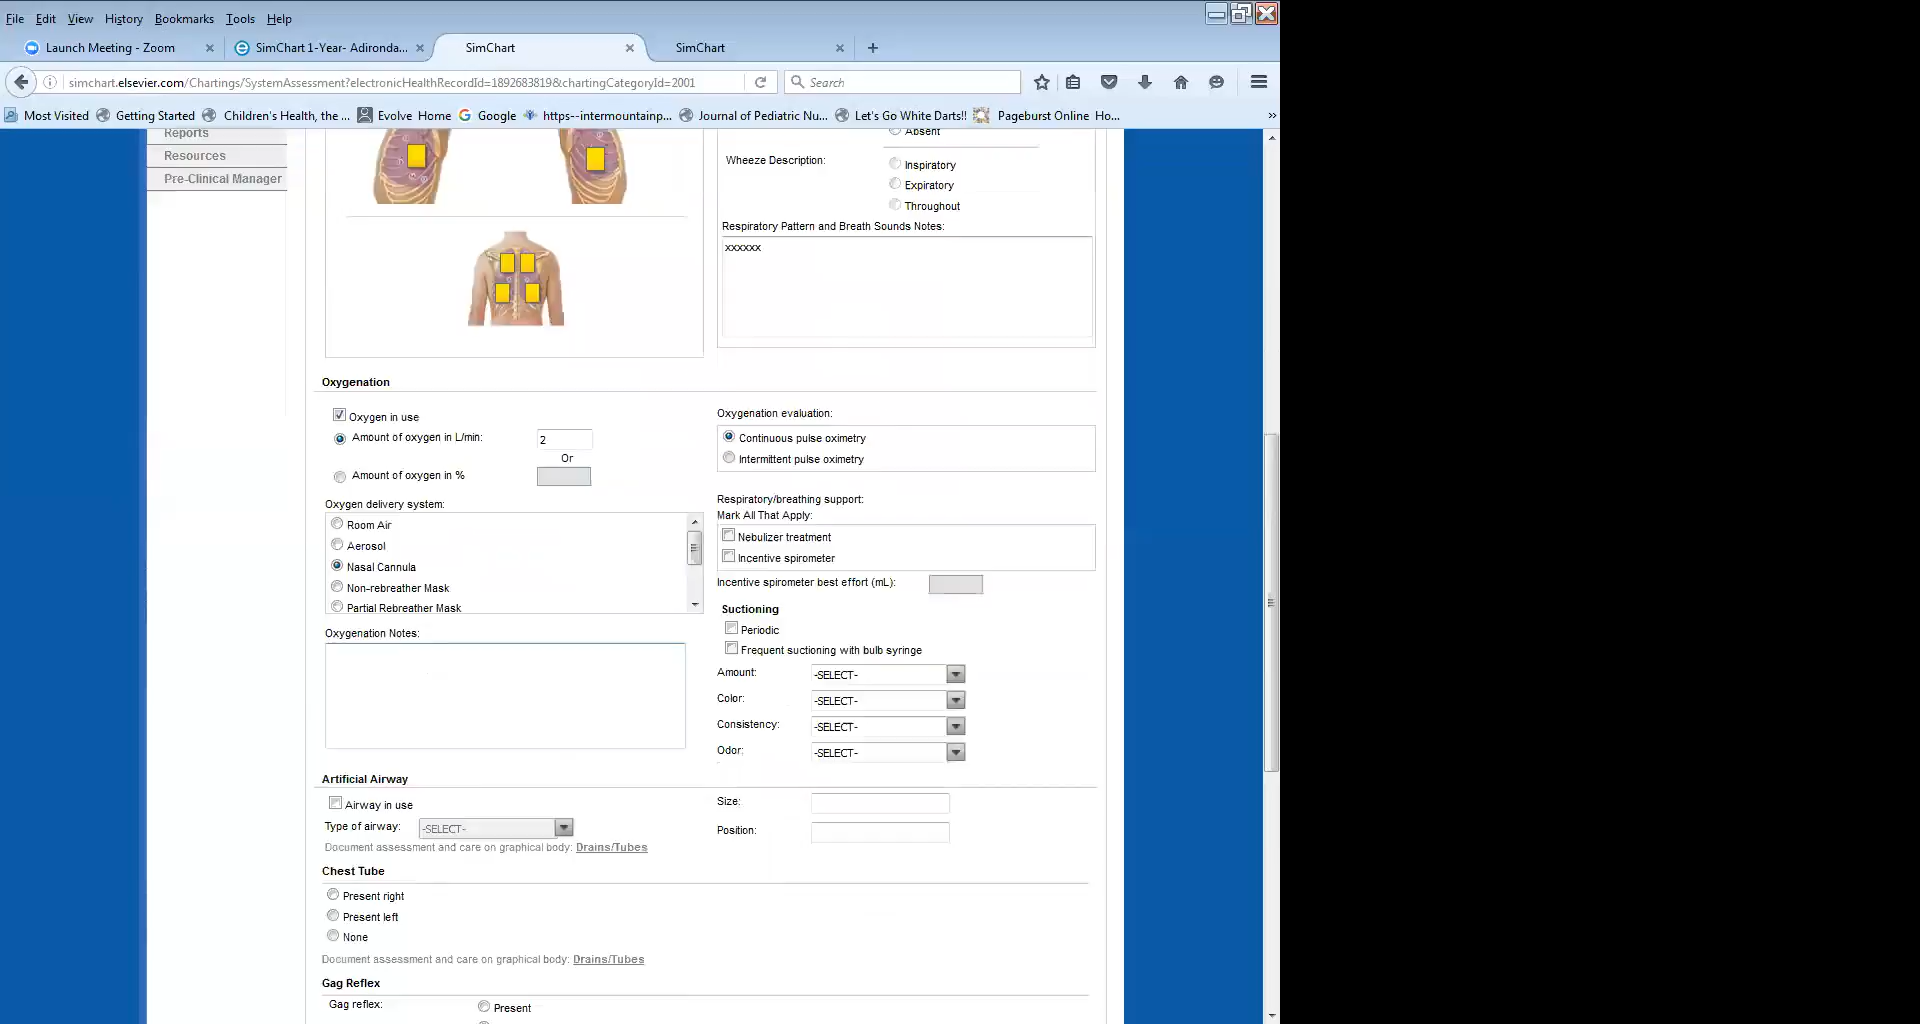 File Edit View History Bookmarks Tools Help
Launch Meeting - Zoom
SimChart 1-Year- Adironda...
SimChart
SimChart
simchart.elsevier.com/Chartings/SystemAssessment?electronicHealthRecordId=1892683819&chartingCategoryId=2001
Search
Most Visited Getting Started Children's Health, the ... Evolve Home Google https--intermountainp... Journal of Pediatric Nu... Let's Go White Darts!! Pageburst Online Ho...
Reports
Resources
Pre-Clinical Manager
Absent
Wheeze Description:
Inspiratory
Expiratory
Throughout
Respiratory Pattern and Breath Sounds Notes:
xxxxxx
Oxygenation
Oxygen in use
Amount of oxygen in L/min: 2
Or
Amount of oxygen in %
Oxygen delivery system:
Room Air
Aerosol
Nasal Cannula
Non-rebreather Mask
Partial Rebreather Mask
Oxygenation Notes:
Oxygenation evaluation:
Continuous pulse oximetry
Intermittent pulse oximetry
Respiratory/breathing support:
Mark All That Apply:
Nebulizer treatment
Incentive spirometer
Incentive spirometer best effort (mL):
Suctioning
Periodic
Frequent suctioning with bulb syringe
Amount: -SELECT-
Color: -SELECT-
Consistency: -SELECT-
Odor: -SELECT-
Artificial Airway
Airway in use
Type of airway: -SELECT-
Document assessment and care on graphical body: Drains/Tubes
Size:
Position:
Chest Tube
Present right
Present left
None
Document assessment and care on graphical body: Drains/Tubes
Gag Reflex
Gag reflex: Present